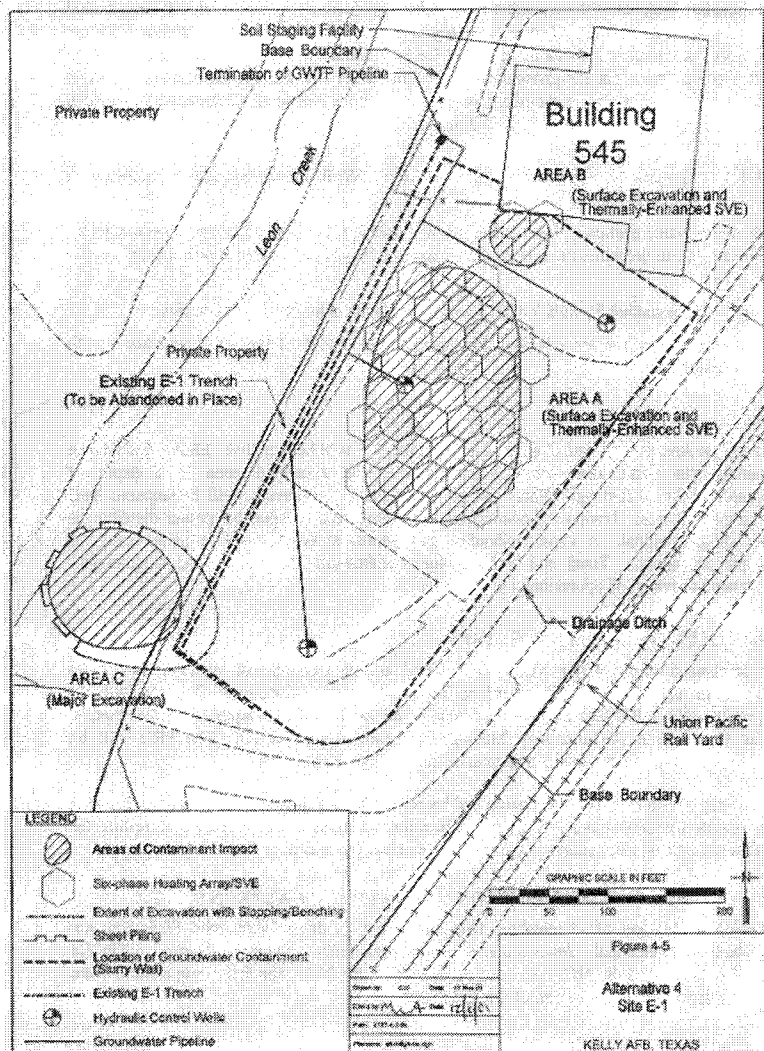 Soil Staging Facility
Base Boundary
Termination of GWTF Pipeline
Private Property
Building
545
AREA B
(Surface Excavation and
Thermally-Enhanced SVE)
Leon Creek
Private Property
Existing E-1 Trench
(To be Abandoned in Place)
AREA A
(Surface Excavation and
Thermally-Enhanced SVE)
Drainage Ditch
AREA C
(Major Excavation)
Union Pacific
Rail Yard
Base Boundary
LEGEND
Areas of Contaminant Impact
Six-phase Heating Array/SVE
Extent of Excavation with Stopping/Benching
Sheet Piling
Location of Groundwater Containment
(Slurry Wall)
Existing E-1 Trench
Hydraulic Control Wells
Groundwater Pipeline
N
GRAPHIC SCALE IN FEET
0 50 100 200
Figure 4-5
Alternative 4
Site E-1
KELLY AFB, TEXAS